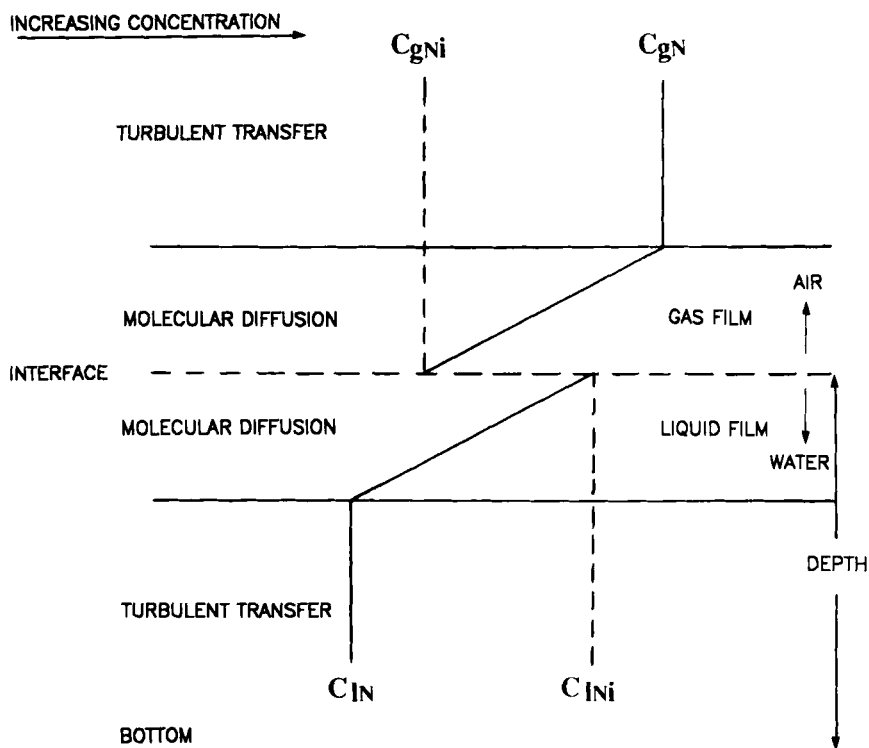 INCREASING CONCENTRATION
CgNi
CgN
TURBULENT TRANSFER
AIR
MOLECULAR DIFFUSION
GAS FILM
INTERFACE
MOLECULAR DIFFUSION
LIQUID FILM
WATER
DEPTH
TURBULENT TRANSFER
ClN
ClNi
BOTTOM